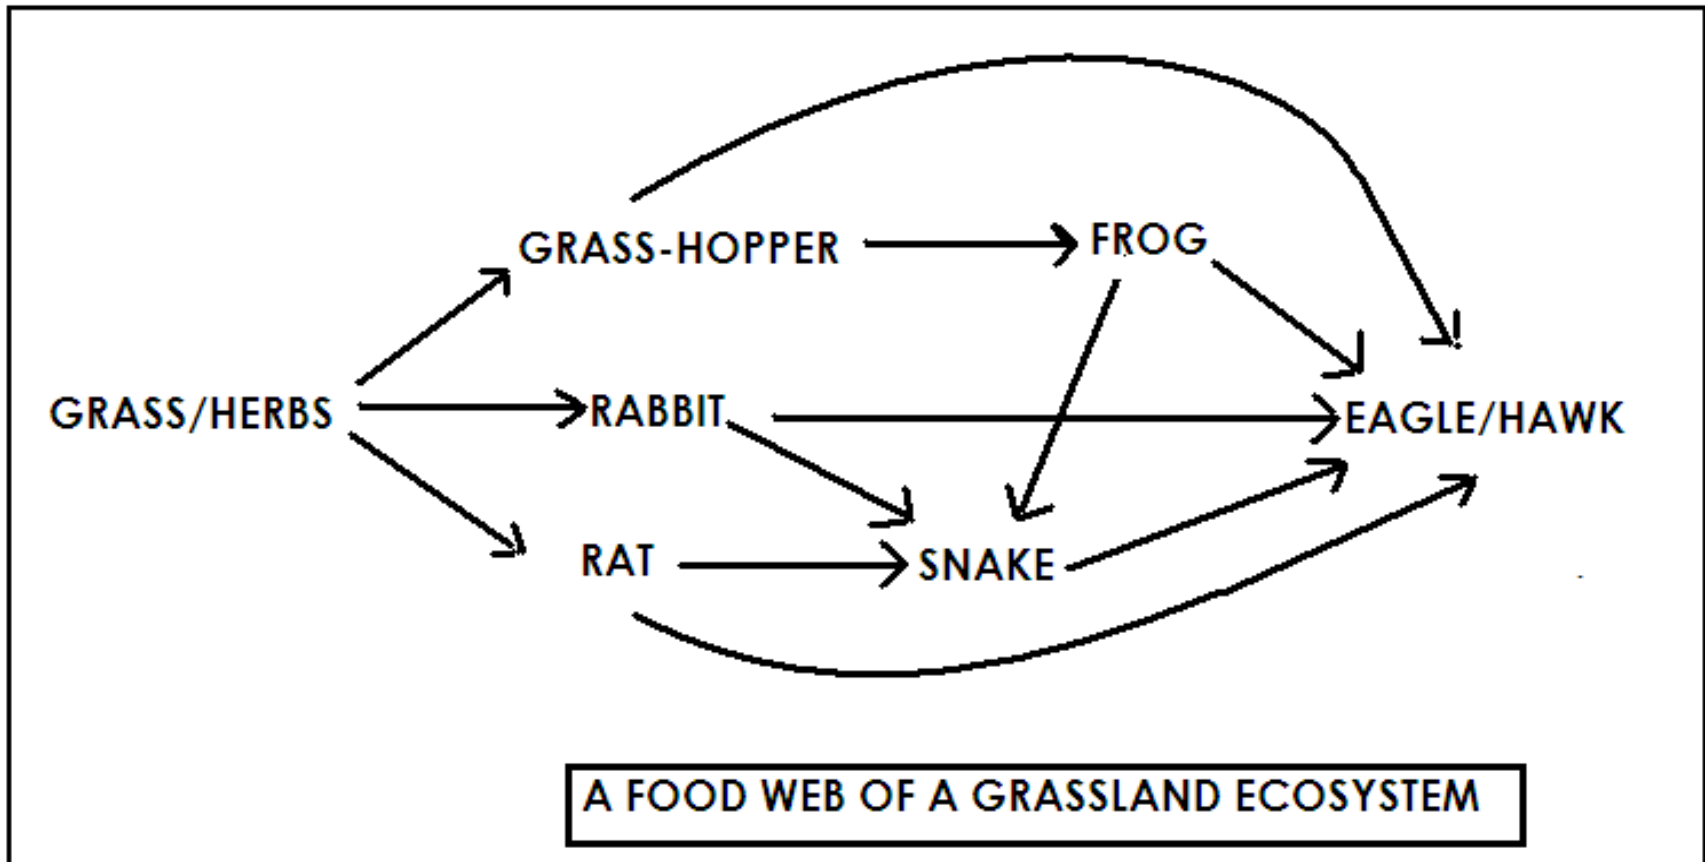 GRASS-HOPPER
FROG
GRASS/HERBS
RABBIT
EAGLE/HAWK
RAT
SNAKE
A FOOD WEB OF A GRASSLAND ECOSYSTEM